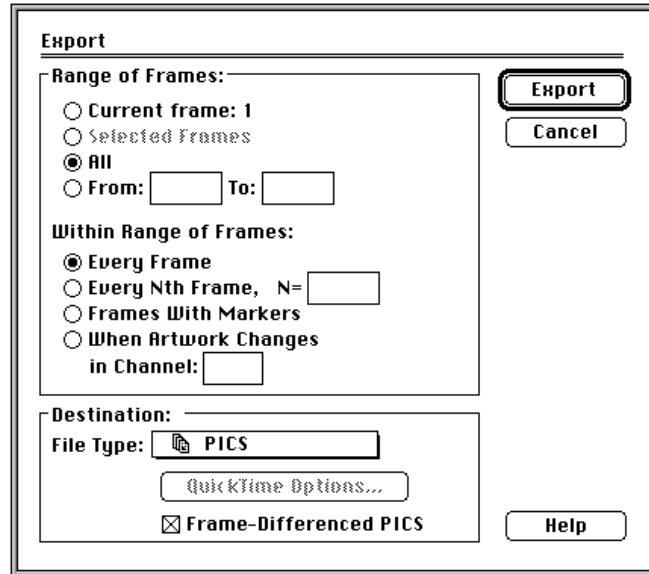 Export
Range of Frames:
Current frame: 1
Selected Frames
All
From: To:
Within Range of Frames:
Every Frame
Every Nth Frame, N=
Frames With Markers
When Artwork Changes
in Channel:
Destination:
File Type: PICS
QuickTime Options...
Frame-Differenced PICS
Export
Cancel
Help